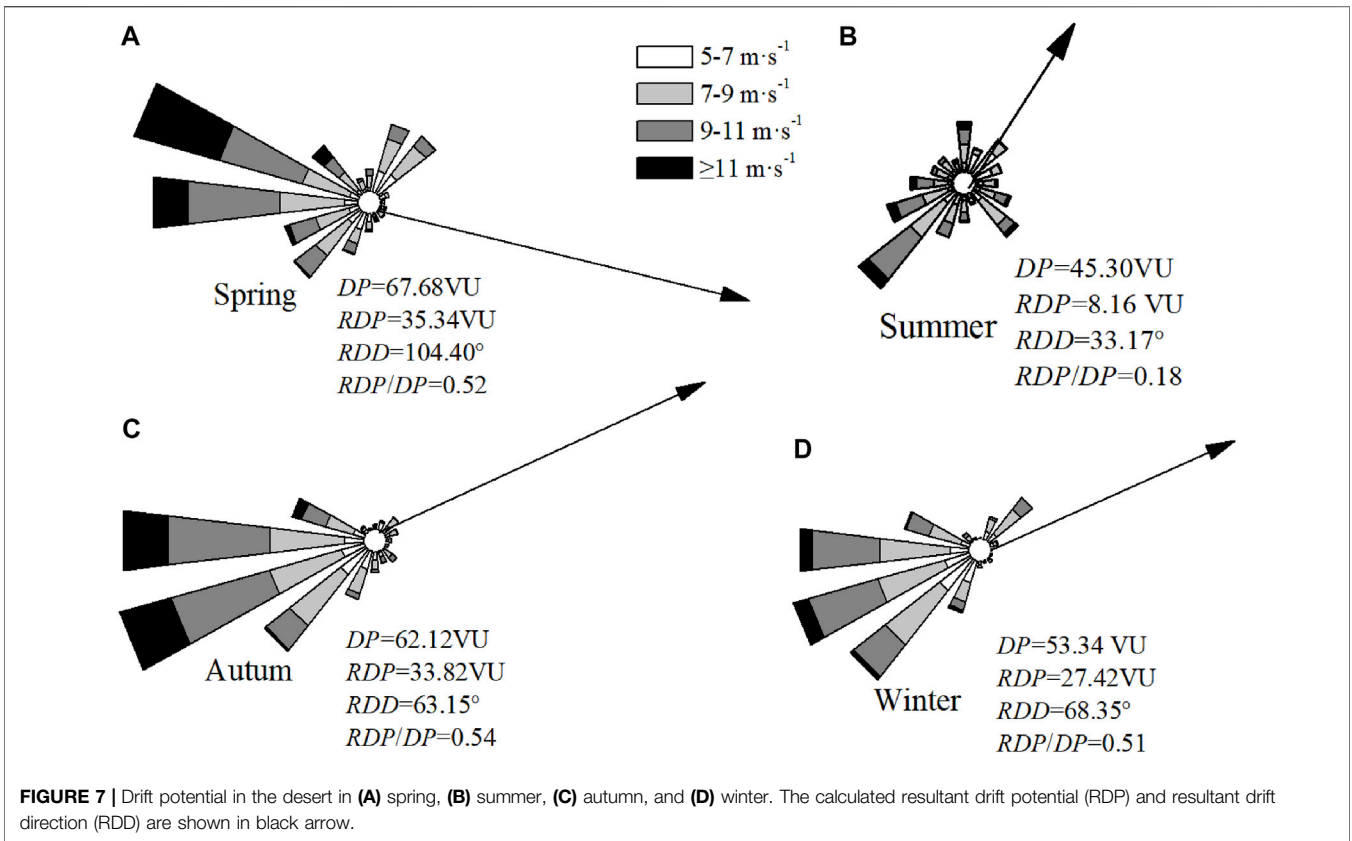 A
5-7 m·s⁻¹
7-9 m·s⁻¹
9-11 m·s⁻¹
≥11 m·s⁻¹
Spring
DP=67.68VU
RDP=35.34VU
RDD=104.40°
RDP/DP=0.52
B
Summer
DP=45.30VU
RDP=8.16 VU
RDD=33.17°
RDP/DP=0.18
C
Autum
DP=62.12VU
RDP=33.82VU
RDD=63.15°
RDP/DP=0.54
D
Winter
DP=53.34 VU
RDP=27.42VU
RDD=68.35°
RDP/DP=0.51
FIGURE 7 | Drift potential in the desert in (A) spring, (B) summer, (C) autumn, and (D) winter. The calculated resultant drift potential (RDP) and resultant drift
direction (RDD) are shown in black arrow.